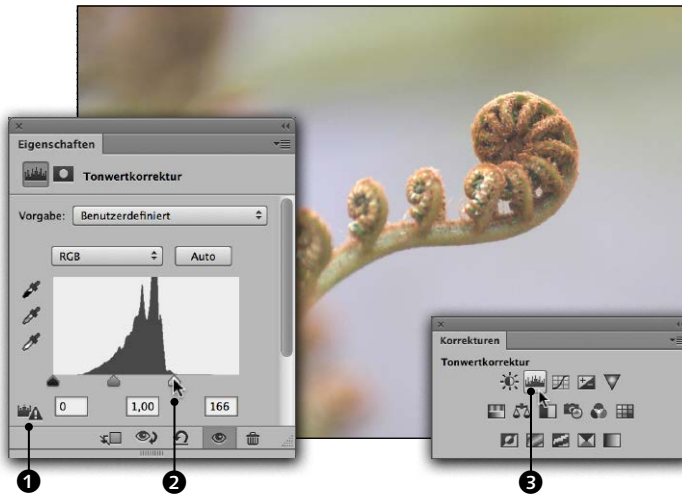 Eigenschaften
Tonwertkorrektur
Vorgabe: Benutzerdefiniert
RGB Auto
0 1,00 166
Korrekturen
Tonwertkorrektur
1 2 3